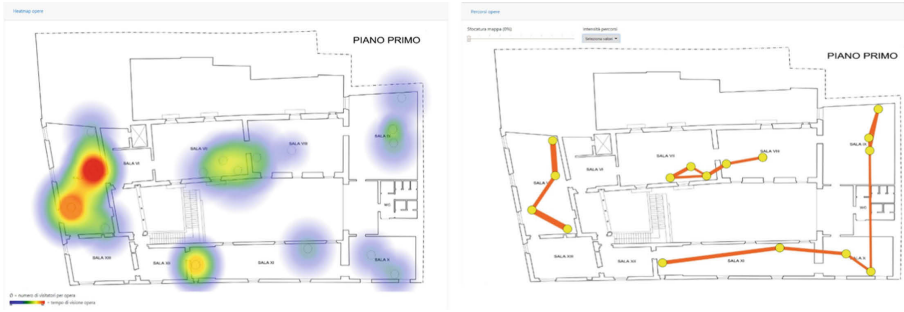 Heatmap opere
PIANO PRIMO
SALA VI
SALA VII
SALA VIII
SALA IX
WC
SALA XIII
SALA XII
SALA XI
SALA X
O = numero di visitatori per opera
= tempo di visione opera
Percorsi opere
Sfocatura mappa (0%)
Intensità percorsi
Seleziona valore
PIANO PRIMO
SALA VI
SALA VII
SALA VIII
SALA IX
WC
SALA XIII
SALA XII
SALA XI
SALA X